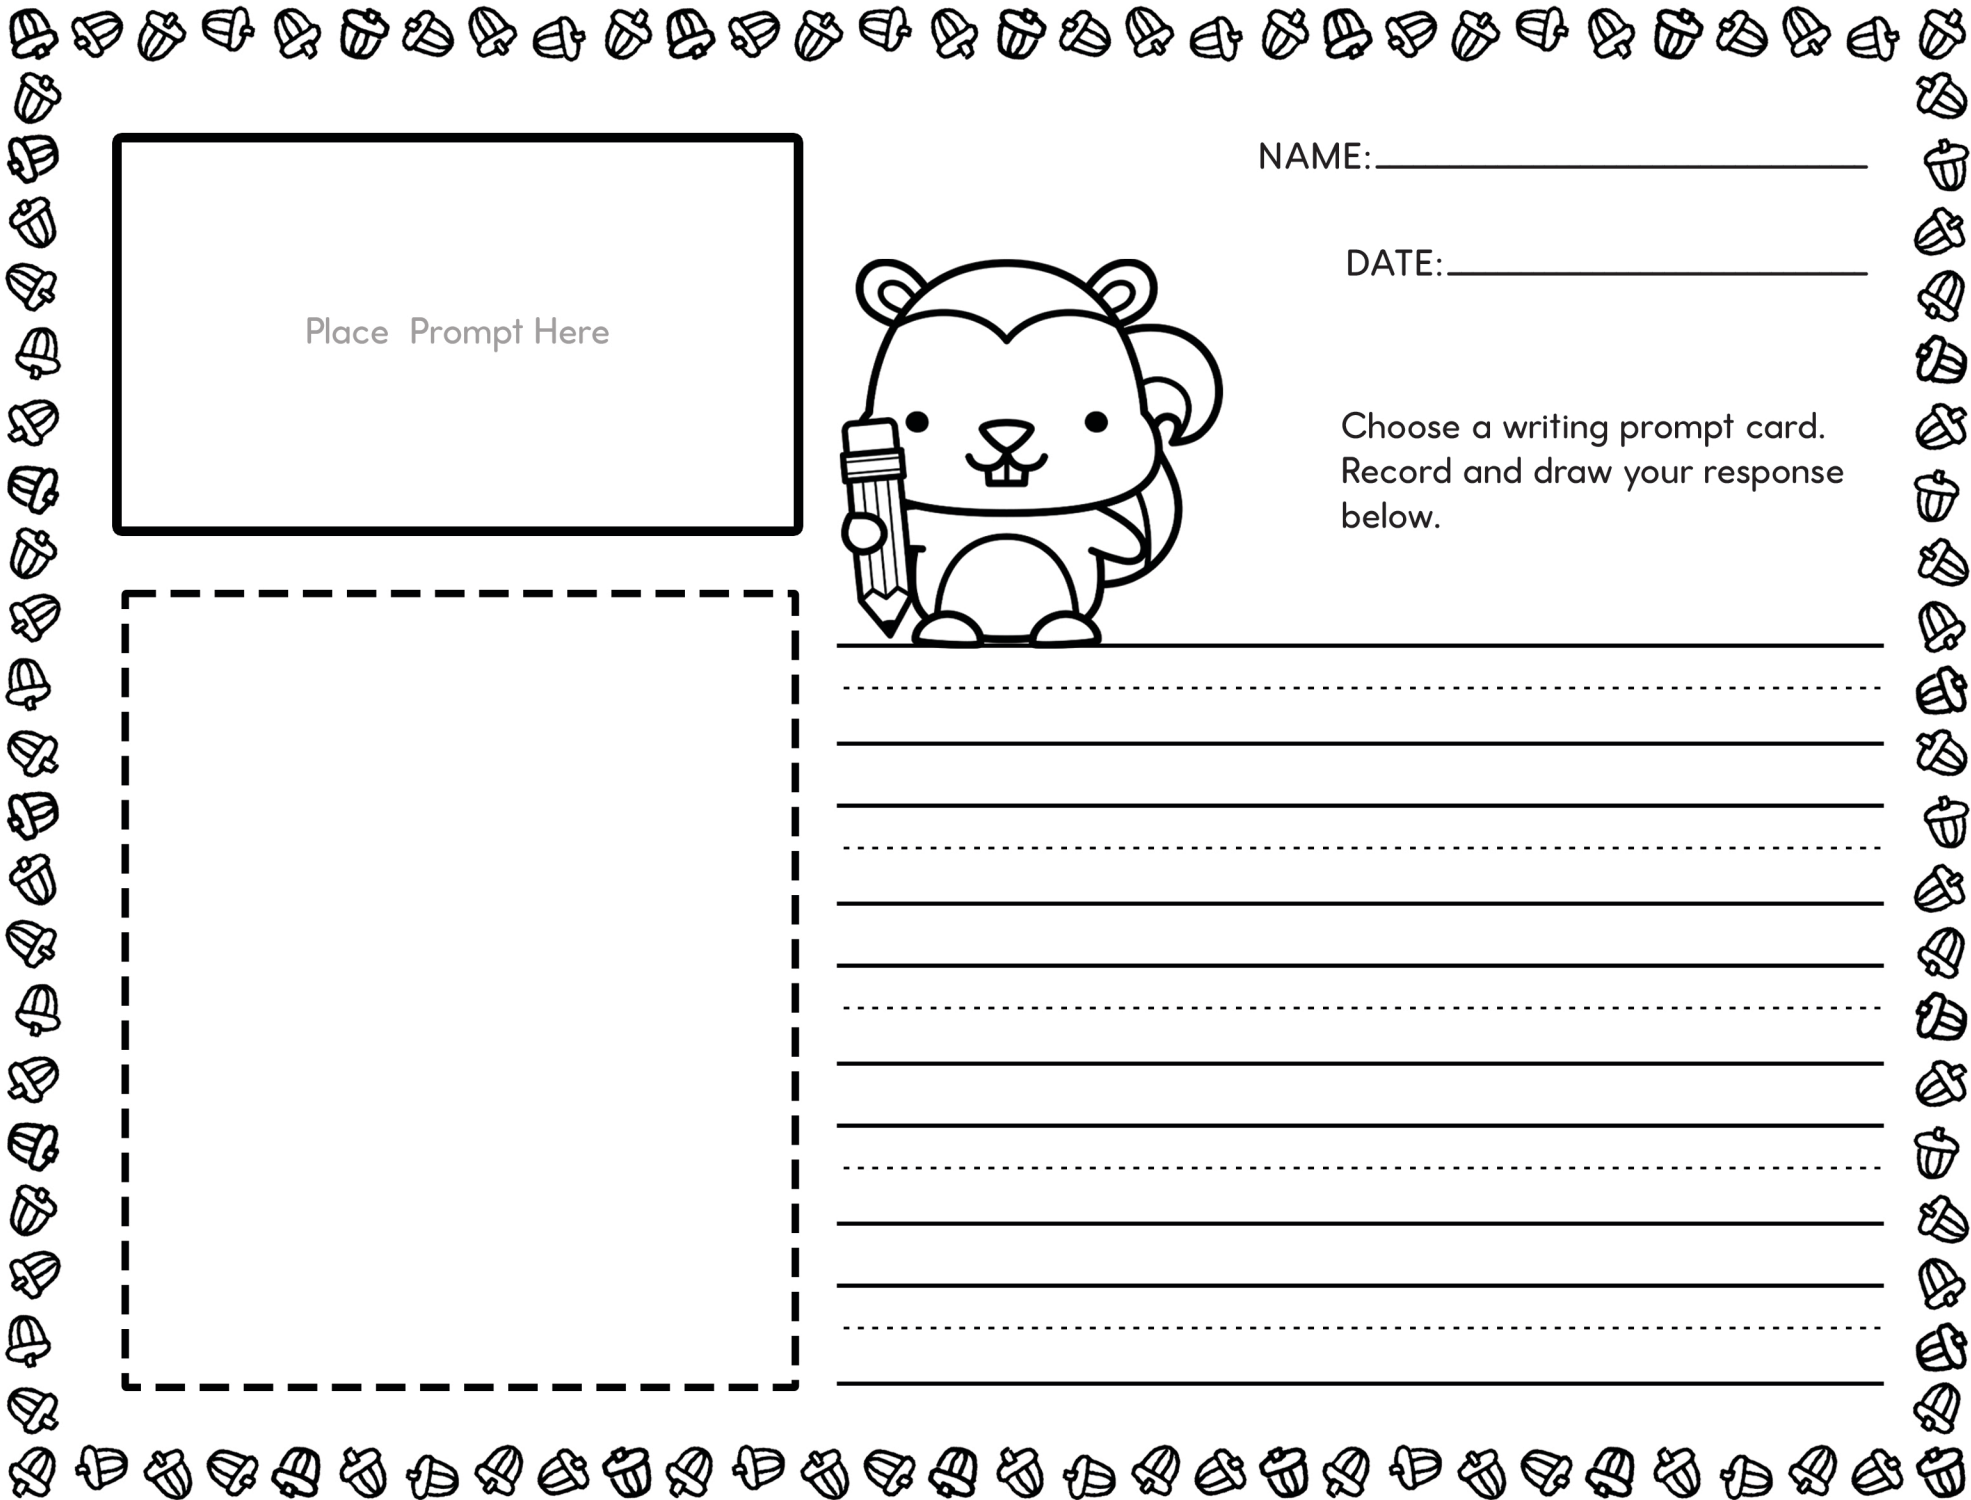 NAME:
DATE:
Place Prompt Here
Choose a writing prompt card.
Record and draw your response
below.